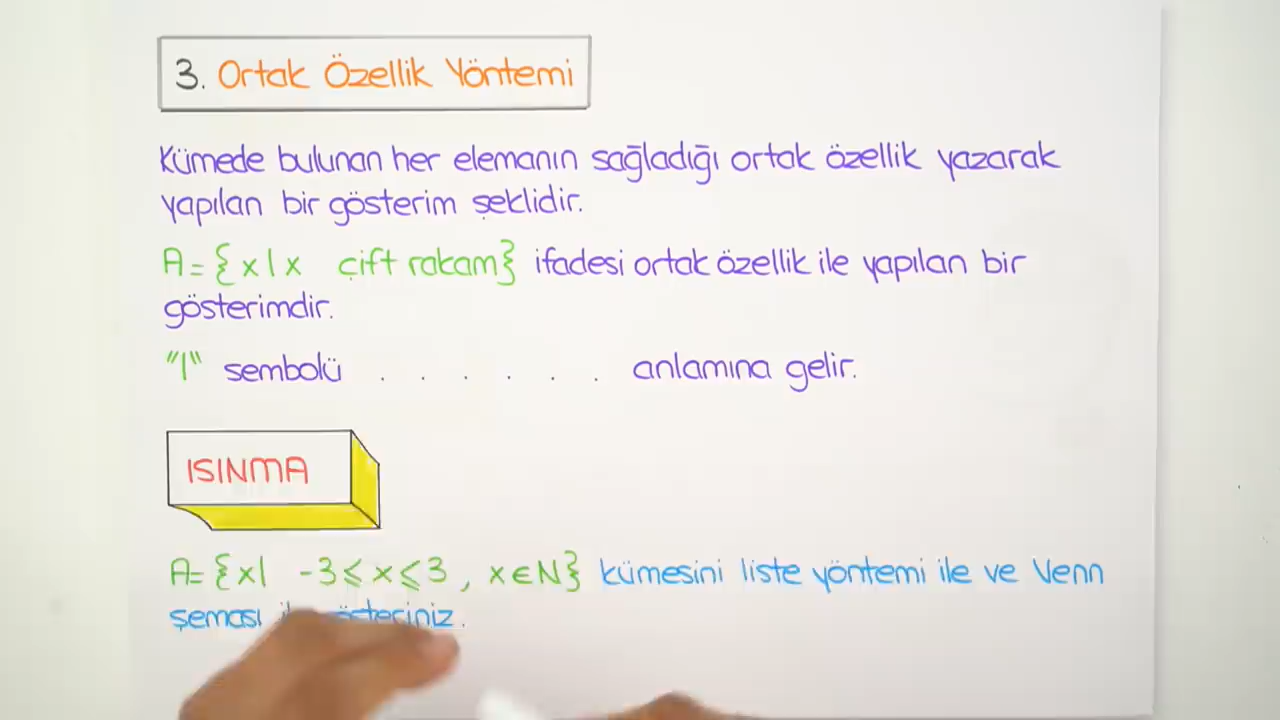 3. Ortak Özellik Yöntemi
Kümede bulunan her elemanın sağladığı ortak özellik yazarak
yapılan bir gösterim şeklidir.
A={x|x çift rakam} ifadesi ortak özellik ile yapılan bir
gösterimdir.
"|" sembolü . . . . . . anlamına gelir.
ISINMA
A={x| -3⩽x⩽3, x∈N} kümesini liste yöntemi ile ve Venn
şeması